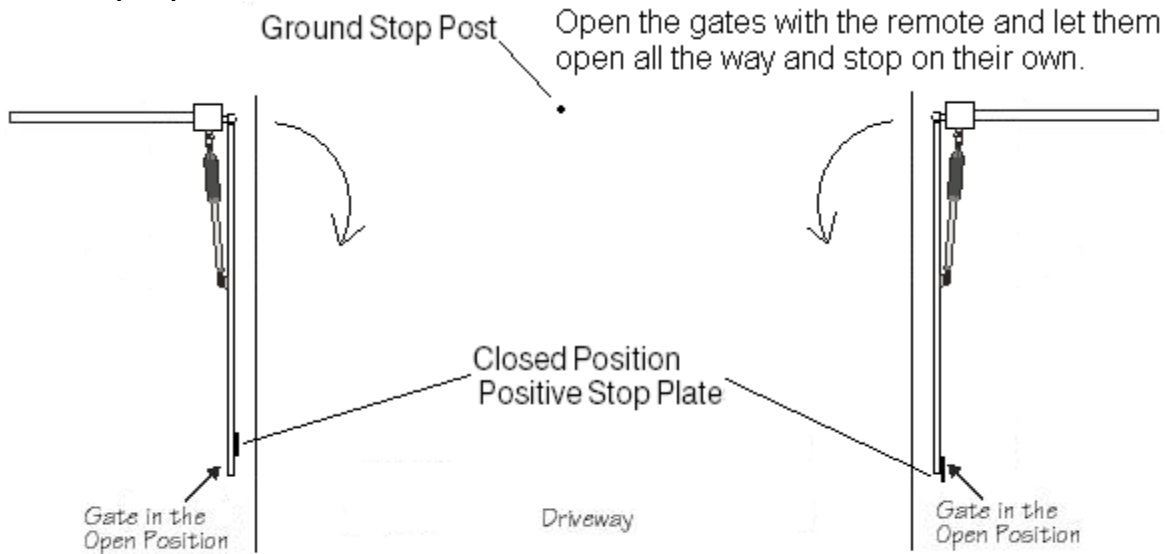 Ground Stop Post
Open the gates with the remote and let them
open all the way and stop on their own.
Closed Position
Positive Stop Plate
Gate in the
Open Position
Driveway
Gate in the
Open Position